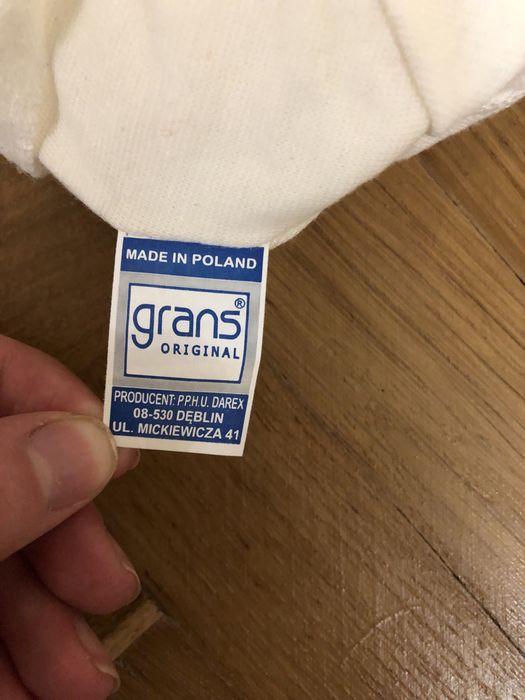 MADE IN POLAND
grans®
ORIGINAL
PRODUCENT: P.P.H.U. DAREX
08-530 DĘBLIN
UL. MICKIEWICZA 41